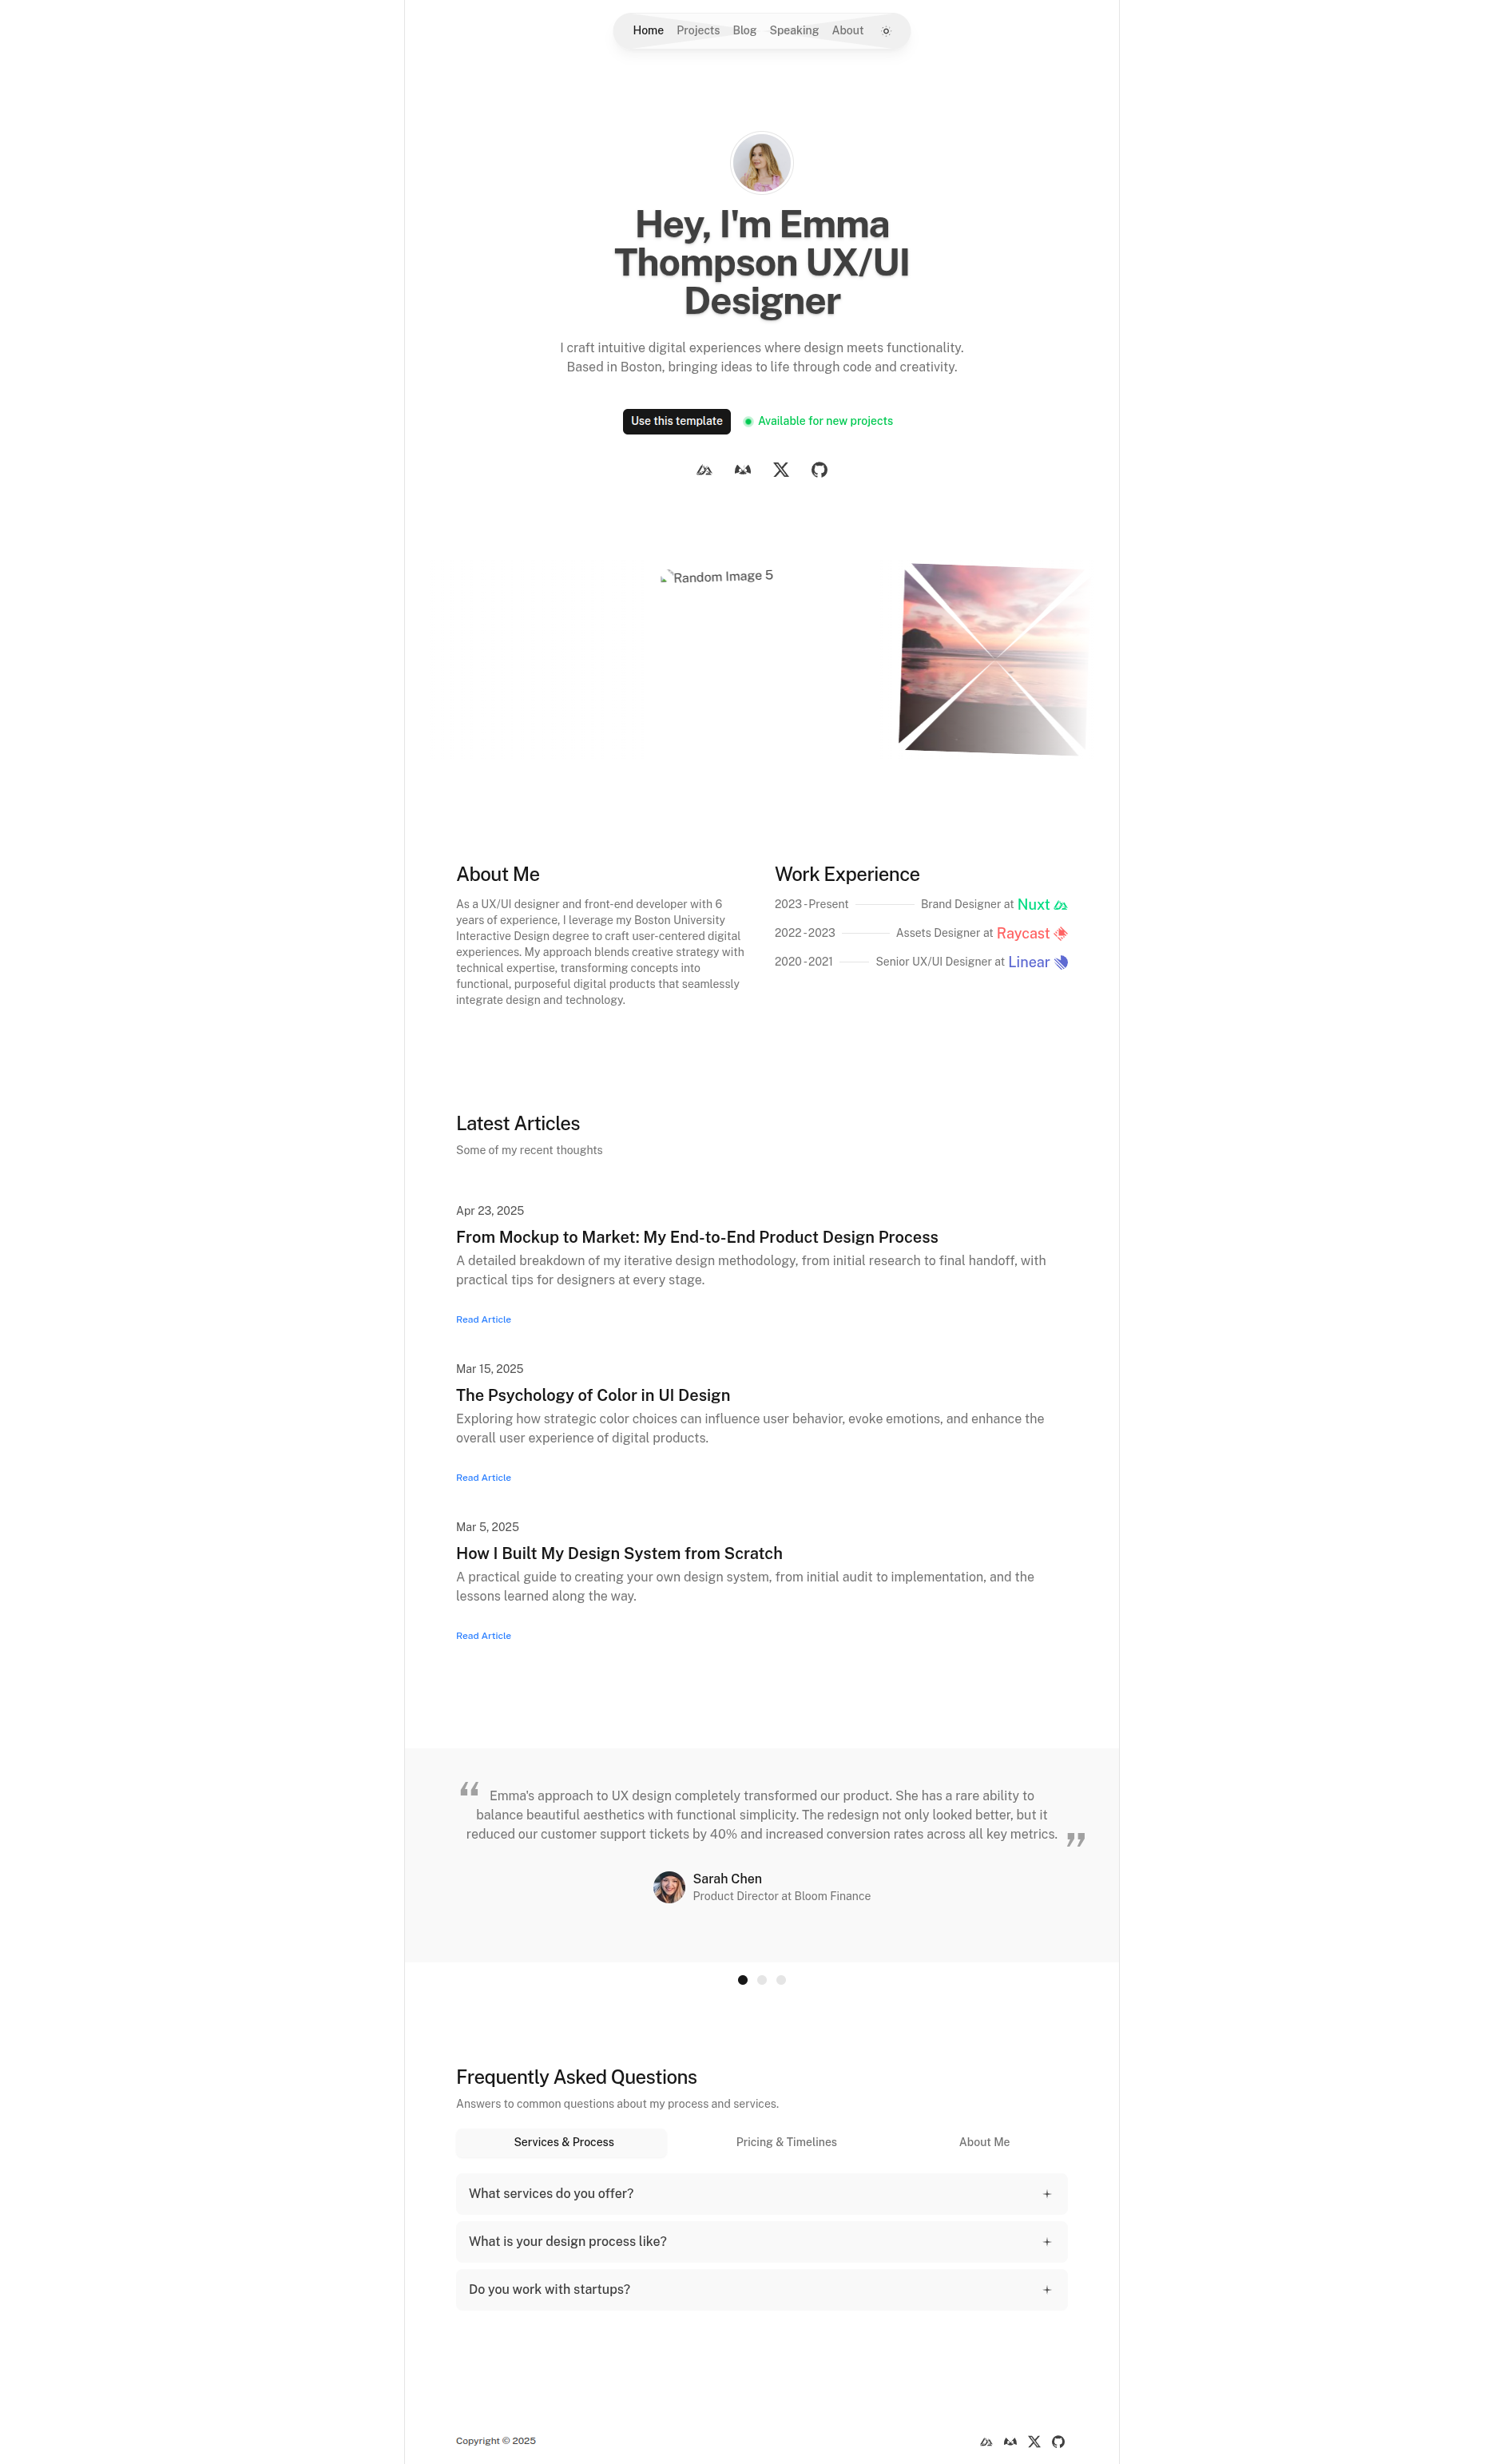 Home Projects Blog Speaking About
Hey, I'm Emma
Thompson UX/UI
Designer
I craft intuitive digital experiences where design meets functionality.
Based in Boston, bringing ideas to life through code and creativity.
Use this template Available for new projects
Random Image 5
About Me
As a UX/UI designer and front-end developer with 6
years of experience, I leverage my Boston University
Interactive Design degree to craft user-centered digital
experiences. My approach blends creative strategy with
technical expertise, transforming concepts into
functional, purposeful digital products that seamlessly
integrate design and technology.
Work Experience
2023 - Present Brand Designer at Nuxt
2022 - 2023 Assets Designer at Raycast
2020 - 2021 Senior UX/UI Designer at Linear
Latest Articles
Some of my recent thoughts
Apr 23, 2025
From Mockup to Market: My End-to-End Product Design Process
A detailed breakdown of my iterative design methodology, from initial research to final handoff, with
practical tips for designers at every stage.
Read Article
Mar 15, 2025
The Psychology of Color in UI Design
Exploring how strategic color choices can influence user behavior, evoke emotions, and enhance the
overall user experience of digital products.
Read Article
Mar 5, 2025
How I Built My Design System from Scratch
A practical guide to creating your own design system, from initial audit to implementation, and the
lessons learned along the way.
Read Article
“ Emma's approach to UX design completely transformed our product. She has a rare ability to
balance beautiful aesthetics with functional simplicity. The redesign not only looked better, but it
reduced our customer support tickets by 40% and increased conversion rates across all key metrics. ”
Sarah Chen
Product Director at Bloom Finance
Frequently Asked Questions
Answers to common questions about my process and services.
Services & Process Pricing & Timelines About Me
What services do you offer?
What is your design process like?
Do you work with startups?
Copyright © 2025